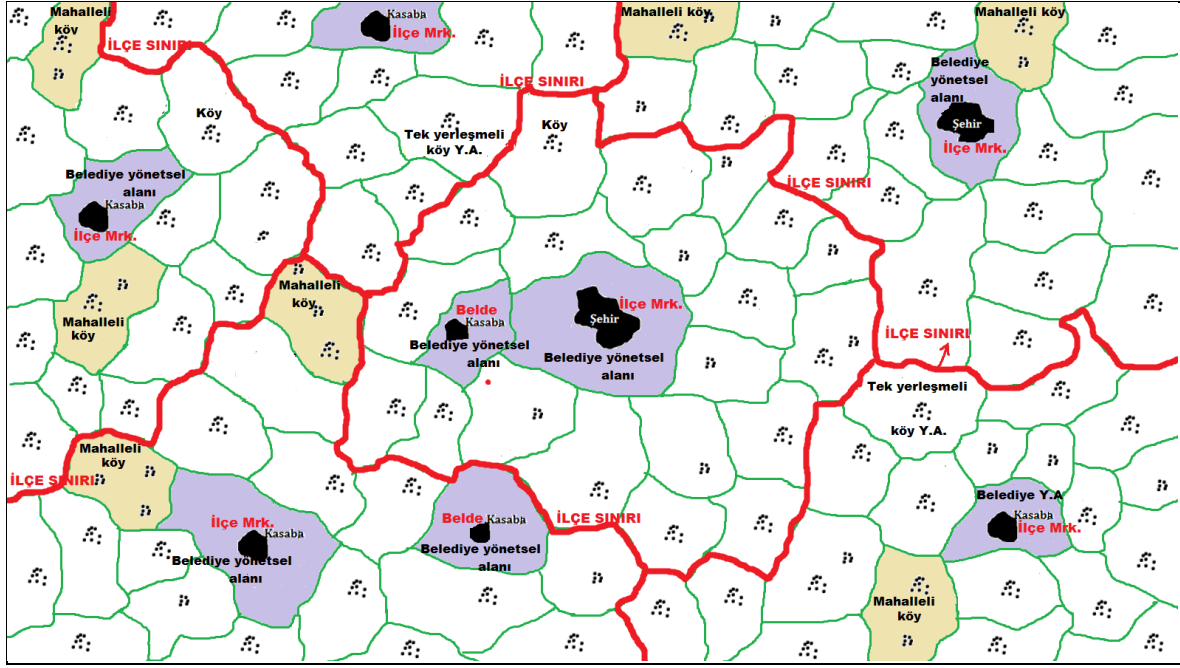 Mahalleli
köy
İLÇE SINIRI
Kasaba
İlçe Mrk.
Mahalleli köy
Mahalleli köy
İLÇE SINIRI
Belediye yönetsel
alanı
Şehir
İlçe Mrk.
Köy
Tek yerleşmeli
köy Y.A.
Köy
Belediye yönetsel
alanı
Kasaba
İlçe Mrk.
İLÇE SINIRI
Mahalleli
köy
Mahalleli
köy
Belde
Kasaba
Belediye yönetsel
alanı
İlçe Mrk.
Şehir
Belediye yönetsel
alanı
İLÇE SINIRI
Tek yerleşmeli
köy Y.A.
Mahalleli
köy
İLÇE SINIRI
İlçe Mrk.
Kasaba
Belediye yönetsel
alanı
Belde
Kasaba
Belediye yönetsel
alanı
İLÇE SINIRI
Belediye Y.A
Kasaba
İlçe Mrk.
Mahalleli
köy